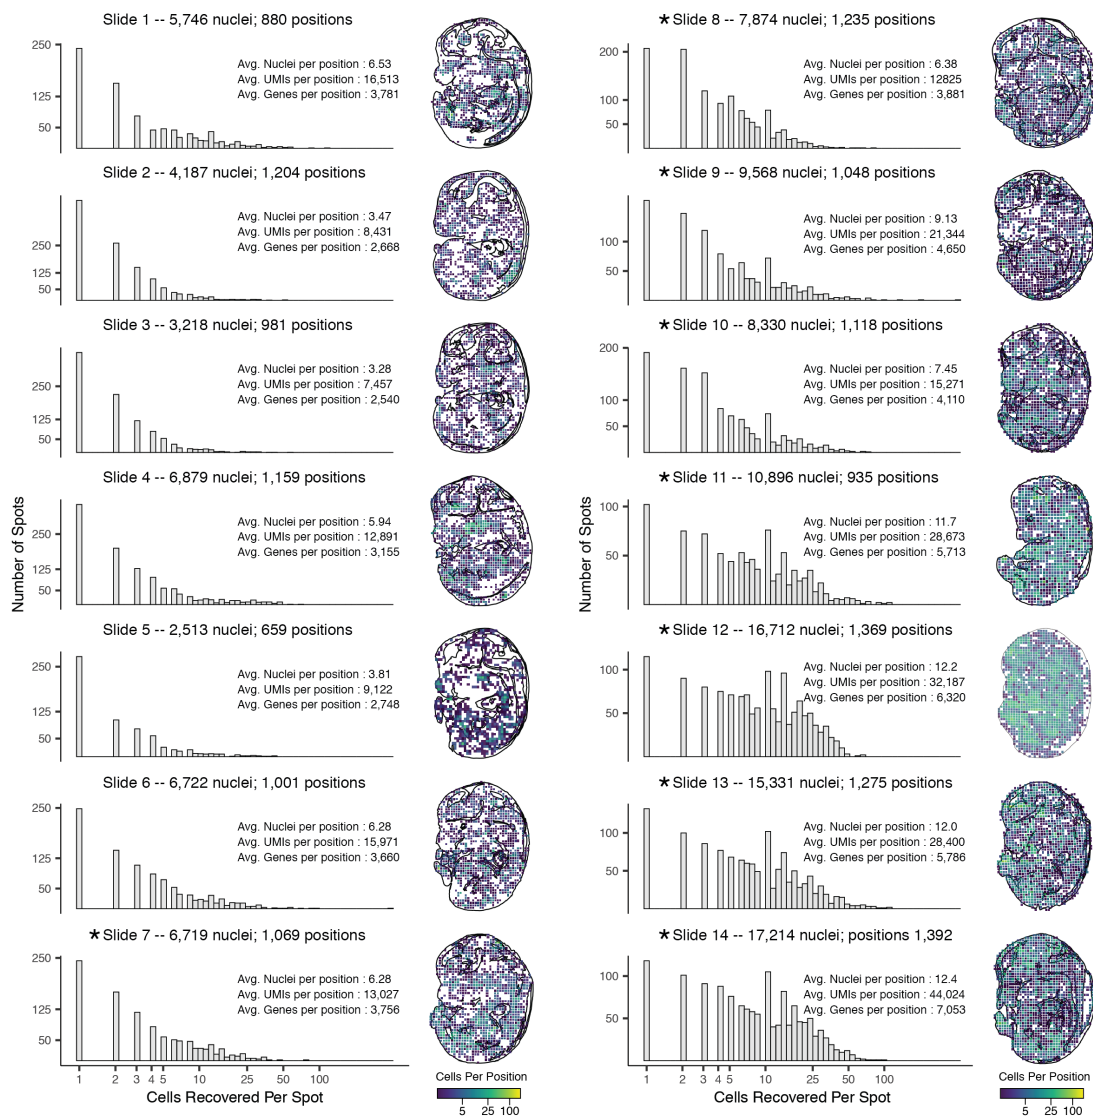 Slide 1 -- 5,746 nuclei; 880 positions
250
125
50
Avg. Nuclei per position : 6.53
Avg. UMIs per position : 16,513
Avg. Genes per position : 3,781
Slide 2 -- 4,187 nuclei; 1,204 positions
250
125
50
Avg. Nuclei per position : 3.47
Avg. UMIs per position : 8,431
Avg. Genes per position : 2,668
Slide 3 -- 3,218 nuclei; 981 positions
250
125
50
Avg. Nuclei per position : 3.28
Avg. UMIs per position : 7,457
Avg. Genes per position : 2,540
Slide 4 -- 6,879 nuclei; 1,159 positions
250
125
50
Avg. Nuclei per position : 5.94
Avg. UMIs per position : 12,891
Avg. Genes per position : 3,155
Number of Spots
Slide 5 -- 2,513 nuclei; 659 positions
250
125
50
Avg. Nuclei per position : 3.81
Avg. UMIs per position : 9,122
Avg. Genes per position : 2,748
Slide 6 -- 6,722 nuclei; 1,001 positions
250
125
50
Avg. Nuclei per position : 6.28
Avg. UMIs per position : 15,971
Avg. Genes per position : 3,660
* Slide 7 -- 6,719 nuclei; 1,069 positions
250
125
50
Avg. Nuclei per position : 6.28
Avg. UMIs per position : 13,027
Avg. Genes per position : 3,756
1 2 3 4 5 10 25 50 100
Cells Recovered Per Spot
Cells Per Position
5 25 100
* Slide 8 -- 7,874 nuclei; 1,235 positions
200
100
50
Avg. Nuclei per position : 6.38
Avg. UMIs per position : 12825
Avg. Genes per position : 3,881
* Slide 9 -- 9,568 nuclei; 1,048 positions
100
50
Avg. Nuclei per position : 9.13
Avg. UMIs per position : 21,344
Avg. Genes per position : 4,650
* Slide 10 -- 8,330 nuclei; 1,118 positions
200
100
50
Avg. Nuclei per position : 7.45
Avg. UMIs per position : 15,271
Avg. Genes per position : 4,110
* Slide 11 -- 10,896 nuclei; 935 positions
100
50
Avg. Nuclei per position : 11.7
Avg. UMIs per position : 28,673
Avg. Genes per position : 5,713
Number of Spots
* Slide 12 -- 16,712 nuclei; 1,369 positions
100
50
Avg. Nuclei per position : 12.2
Avg. UMIs per position : 32,187
Avg. Genes per position : 6,320
* Slide 13 -- 15,331 nuclei; 1,275 positions
100
50
Avg. Nuclei per position : 12.0
Avg. UMIs per position : 28,400
Avg. Genes per position : 5,786
* Slide 14 -- 17,214 nuclei; positions 1,392
100
50
Avg. Nuclei per position : 12.4
Avg. UMIs per position : 44,024
Avg. Genes per position : 7,053
1 2 3 4 5 10 25 50 100
Cells Recovered Per Spot
Cells Per Position
5 25 100